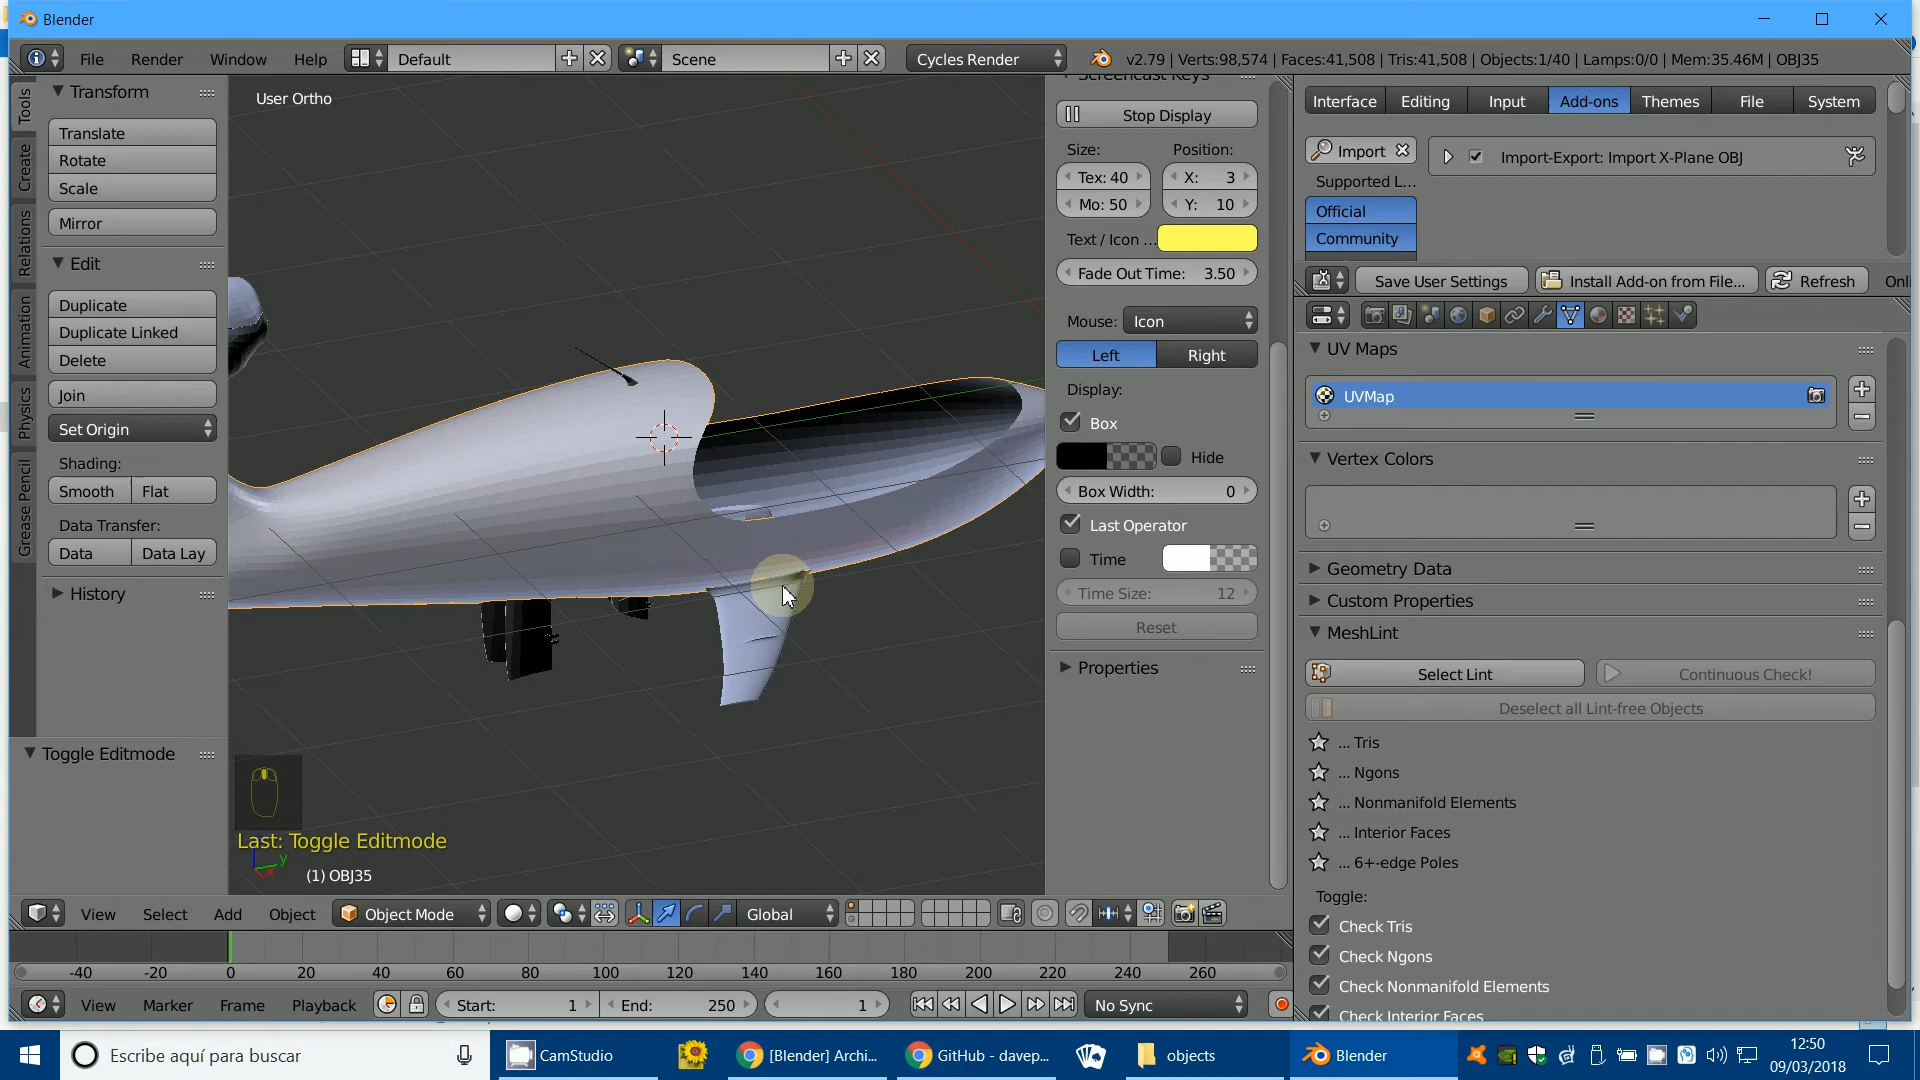 Blender
File Render Window Help Default Scene Cycles Render v2.79 | Verts:98,574 | Faces:41,508 | Tris:41,508 | Objects:1/40 | Lamps:0/0 | Mem:35.46M | OBJ35
Tools
Create
Relations
Animation
Physics
Grease Pencil
Transform
Translate
Rotate
Scale
Mirror
Edit
Duplicate
Duplicate Linked
Delete
Join
Set Origin
Shading:
Smooth Flat
Data Transfer:
Data Data Lay
History
Toggle Editmode
User Ortho
Last: Toggle Editmode
y
x
(1) OBJ35
Screencast Keys
Stop Display
Size: Position:
Tex: 40 X: 3
Mo: 50 Y: 10
Text / Icon ...
Fade Out Time: 3.50
Mouse: Icon
Left Right
Display:
Box
Hide
Box Width: 0
Last Operator
Time
Time Size: 12
Reset
Properties
Interface Editing Input Add-ons Themes File System
Import Import-Export: Import X-Plane OBJ
Supported L...
Official
Community
Save User Settings Install Add-on from File... Refresh Onl
UV Maps
UVMap
Vertex Colors
Geometry Data
Custom Properties
MeshLint
Select Lint Continuous Check!
Deselect all Lint-free Objects
... Tris
... Ngons
... Nonmanifold Elements
... Interior Faces
... 6+-edge Poles
Toggle:
Check Tris
Check Ngons
Check Nonmanifold Elements
Check Interior Faces
View Select Add Object Object Mode Global
-40 -20 0 20 40 60 80 100 120 140 160 180 200 220 240 260
View Marker Frame Playback Start: 1 End: 250 1 No Sync
Escribe aquí para buscar CamStudio [Blender] Archi... GitHub - davep... objects Blender 12:50
09/03/2018